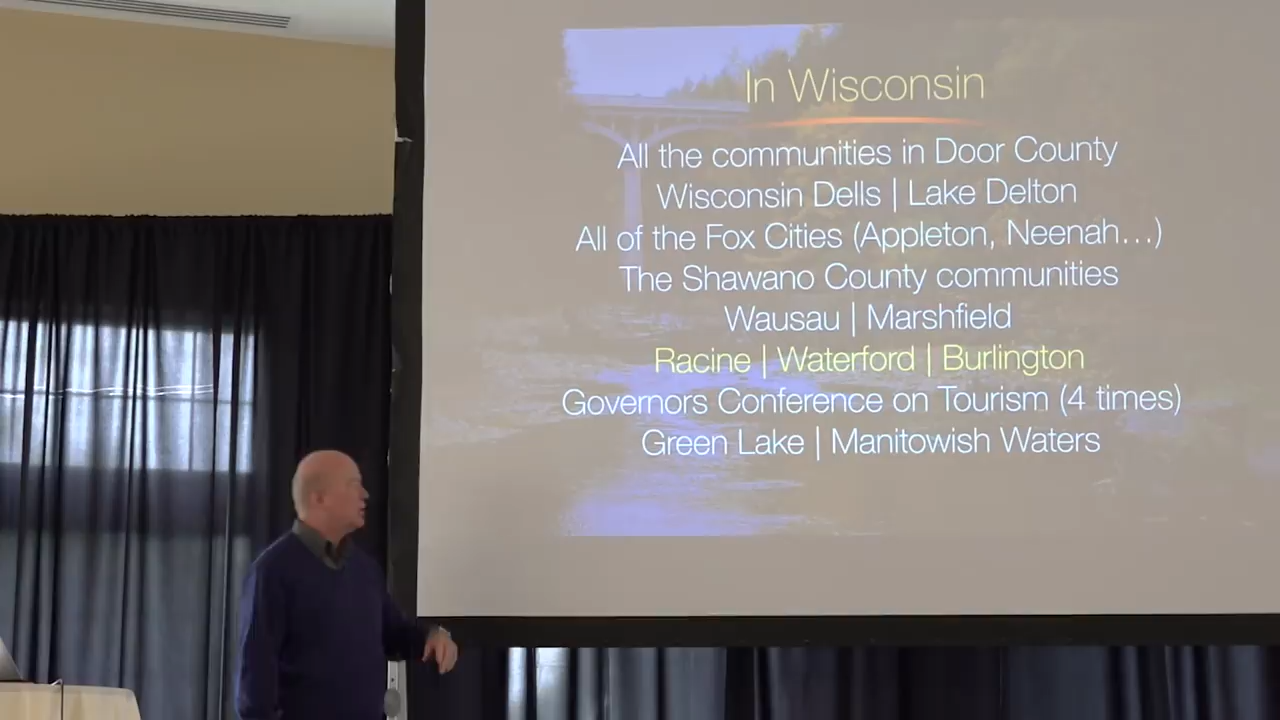 In Wisconsin
All the communities in Door County
Wisconsin Dells | Lake Delton
All of the Fox Cities (Appleton, Neenah…)
The Shawano County communities
Wausau | Marshfield
Racine | Waterford | Burlington
Governors Conference on Tourism (4 times)
Green Lake | Manitowish Waters